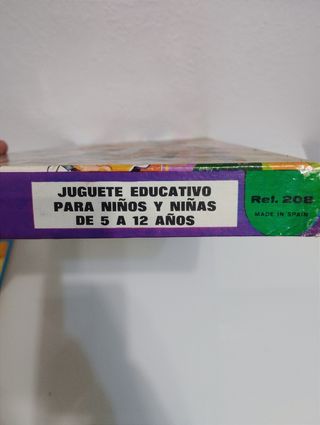 JUGUETE EDUCATIVO
PARA NIÑOS Y NIÑAS
DE 5 A 12 AÑOS
Ref. 208
MADE IN SPAIN